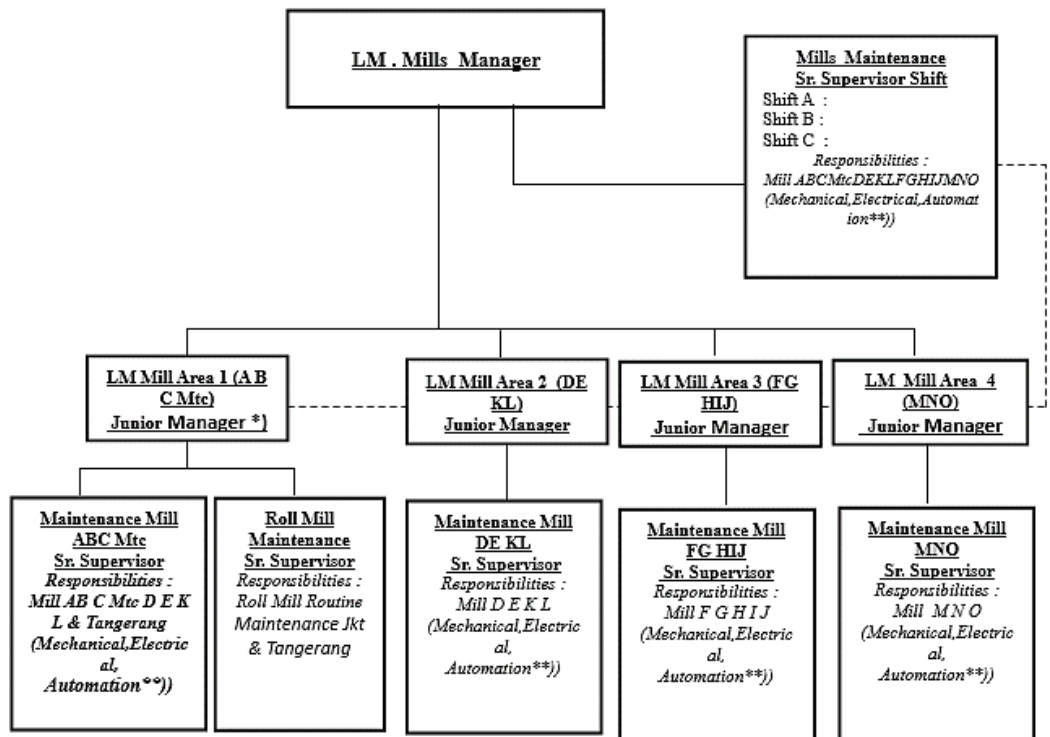 LM . Mills Manager
Mills Maintenance
Sr. Supervisor Shift
Shift A :
Shift B :
Shift C :
Responsibilities :
Mill ABCMtcDEKLFGHIJMNO
(Mechanical,Electrical,Automat
ion**))
LM Mill Area 1 (A B
C Mtc)
Junior Manager *)
LM Mill Area 2 (DE
KL)
Junior Manager
LM Mill Area 3 (FG
HIJ)
Junior Manager
LM Mill Area 4
(MNO)
Junior Manager
Maintenance Mill
ABC Mtc
Sr. Supervisor
Responsibilities :
Mill AB C Mtc D E K
L & Tangerang
(Mechanical,Electric
al,
Automation**))
Roll Mill
Maintenance
Sr. Supervisor
Responsibilities :
Roll Mill Routine
Maintenance Jkt
& Tangerang
Maintenance Mill
DE KL
Sr. Supervisor
Responsibilities :
Mill D E K L
(Mechanical,Electric
al,
Automation**))
Maintenance Mill
FG HIJ
Sr. Supervisor
Responsibilities :
Mill F G H I J
(Mechanical,Electric
al,
Automation**))
Maintenance Mill
MNO
Sr. Supervisor
Responsibilities :
Mill M N O
(Mechanical,Electric
al,
Automation**))